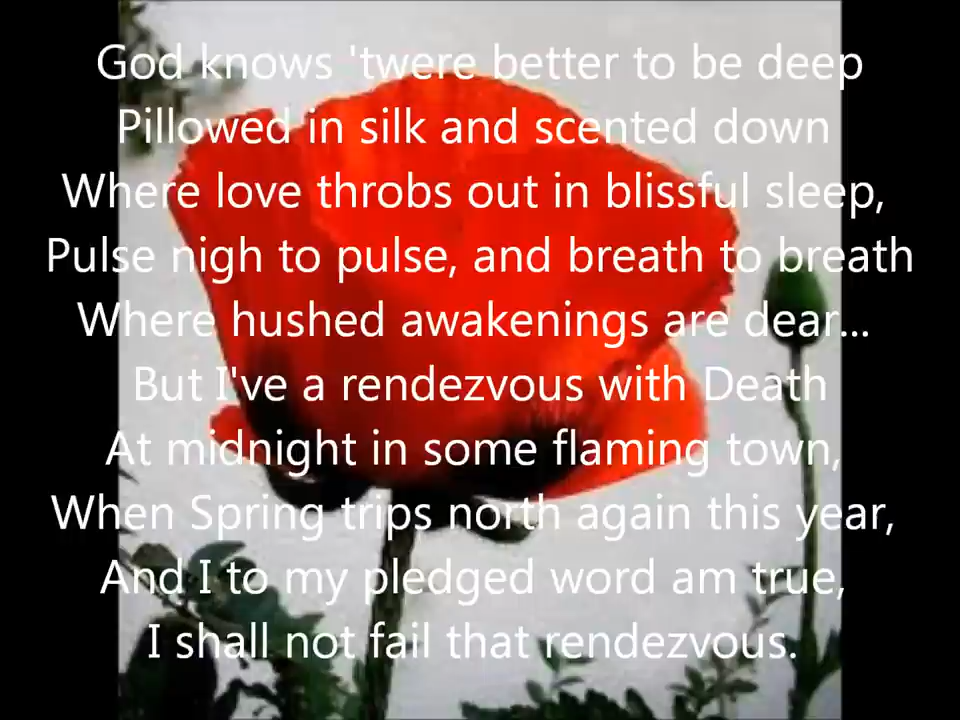 God knows 'twere better to be deep
Pillowed in silk and scented down
Where love throbs out in blissful sleep,
Pulse nigh to pulse, and breath to breath
Where hushed awakenings are dear...
But I've a rendezvous with Death
At midnight in some flaming town,
When Spring trips north again this year,
And I to my pledged word am true,
I shall not fail that rendezvous.